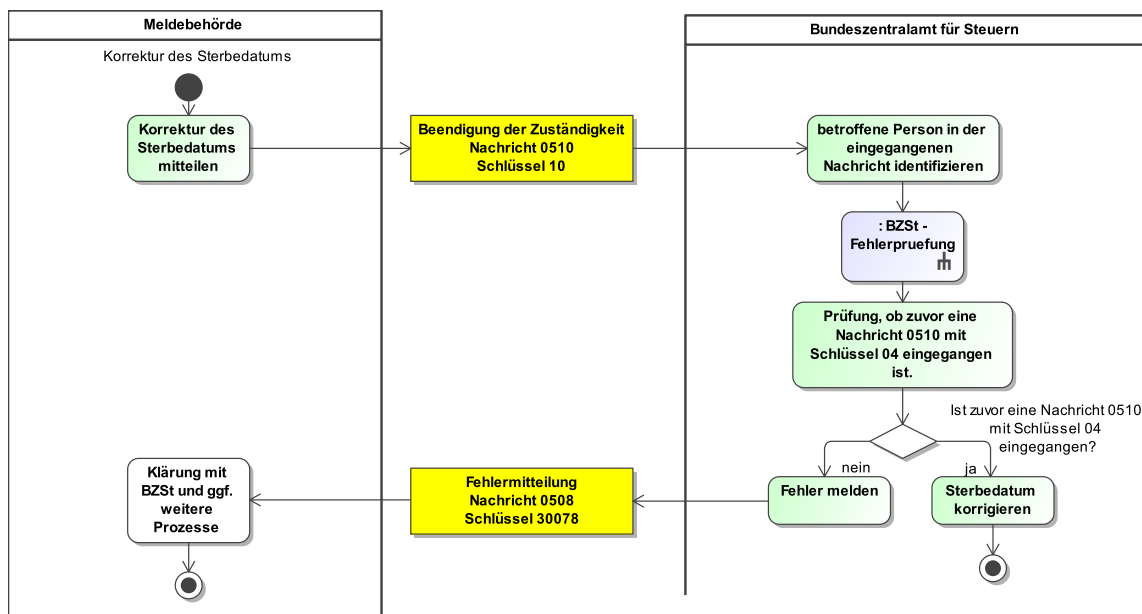 Meldebehörde
Bundeszentralamt für Steuern
Korrektur des Sterbedatums
Korrektur des
Sterbedatums
mitteilen
Beendigung der Zuständigkeit
Nachricht 0510
Schlüssel 10
betroffene Person in der
eingegangenen
Nachricht identifizieren
: BZSt -
Fehlerpruefung
Prüfung, ob zuvor eine
Nachricht 0510 mit
Schlüssel 04 eingegangen
ist.
Ist zuvor eine Nachricht 0510
mit Schlüssel 04
eingegangen?
nein
ja
Fehler melden
Sterbedatum
korrigieren
Fehlermitteilung
Nachricht 0508
Schlüssel 30078
Klärung mit
BZSt und ggf.
weitere
Prozesse